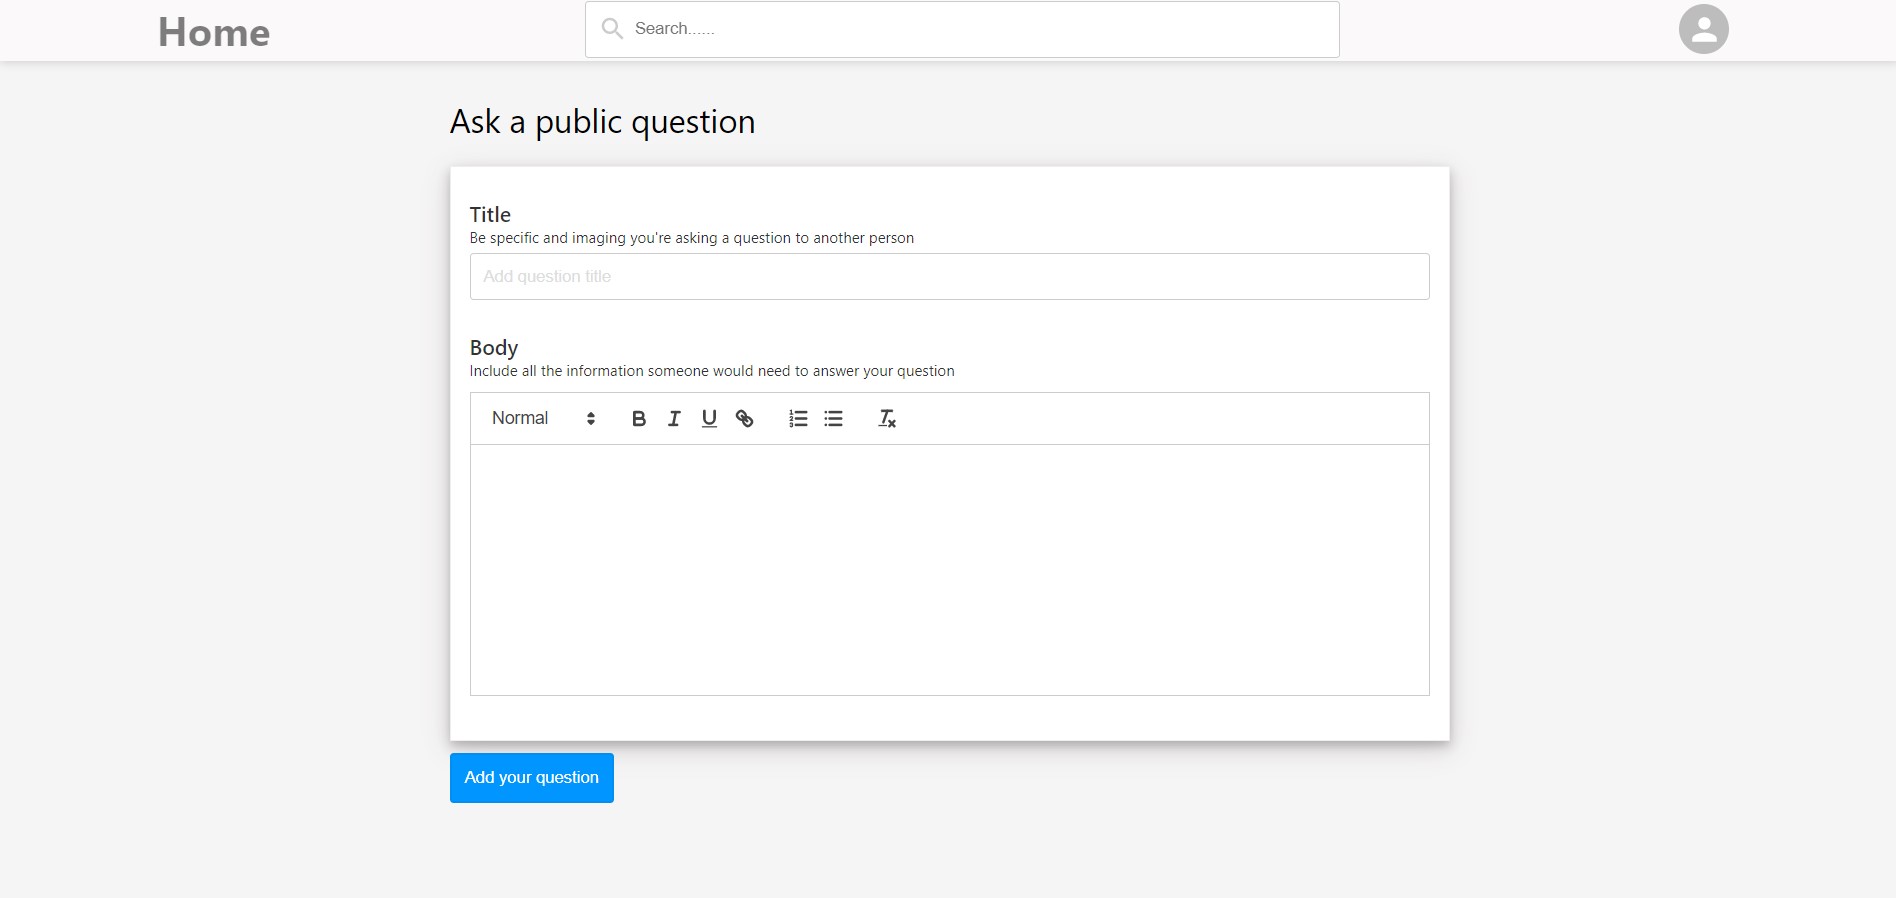 Home
Search......
Ask a public question
Title
Be specific and imaging you're asking a question to another person
Add question title
Body
Include all the information someone would need to answer your question
Normal
Add your question